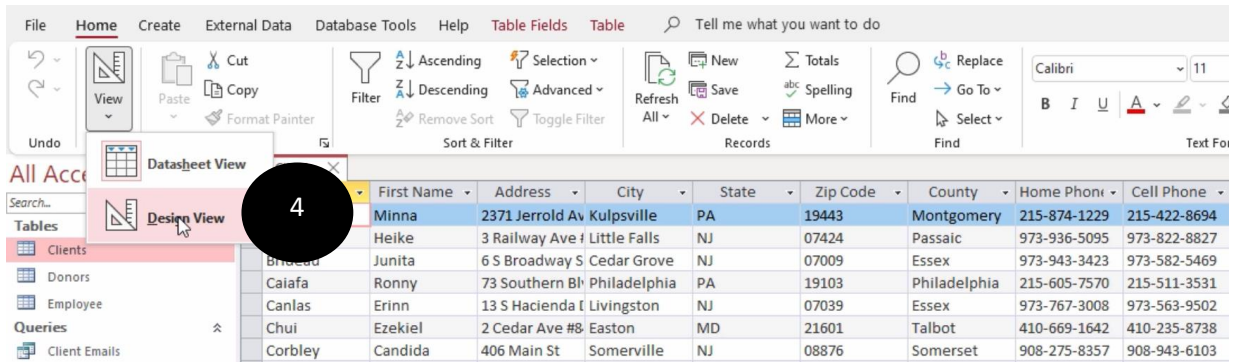 File Home Create External Data Database Tools Help Table Fields Table Tell me what you want to do
View
Paste
Cut
Copy
Format Painter
Filter
Ascending
Descending
Remove Sort
Selection
Advanced
Toggle Filter
Refresh
All
New
Save
Delete
Totals
Spelling
More
Find
Replace
Go To
Select
Calibri 11
B I U A
Undo Sort & Filter Records Find
Datasheet View
Design View
4
Search...
Tables
Clients
Donors
Employee
Queries
Client Emails
First Name Address City State Zip Code County Cell Phone
Minna 2371 Jerrold Av Kulpsville PA 19443 Montgomery 215-874-1229 215-422-8694
Heike 3 Railway Ave Little Falls NJ 07424 Passaic 973-936-5095 973-822-8827
Junita 6 S Broadway S Cedar Grove NJ 07009 Essex 973-943-3423 973-582-5469
Caiafa Ronny 73 Southern Philadelphia PA 19103 Philadelphia 215-605-7570 215-511-3531
Canlas Erinn 13 S Hacienda Livingston NJ 07039 Essex 973-767-3008 973-563-9502
Chui Ezekiel 2 Cedar Ave #8 Easton MD 21601 Talbot 410-669-1642 410-235-8738
Corbley Candida 406 Main St Somerville NJ 08876 Somerset 908-275-8357 908-943-6103